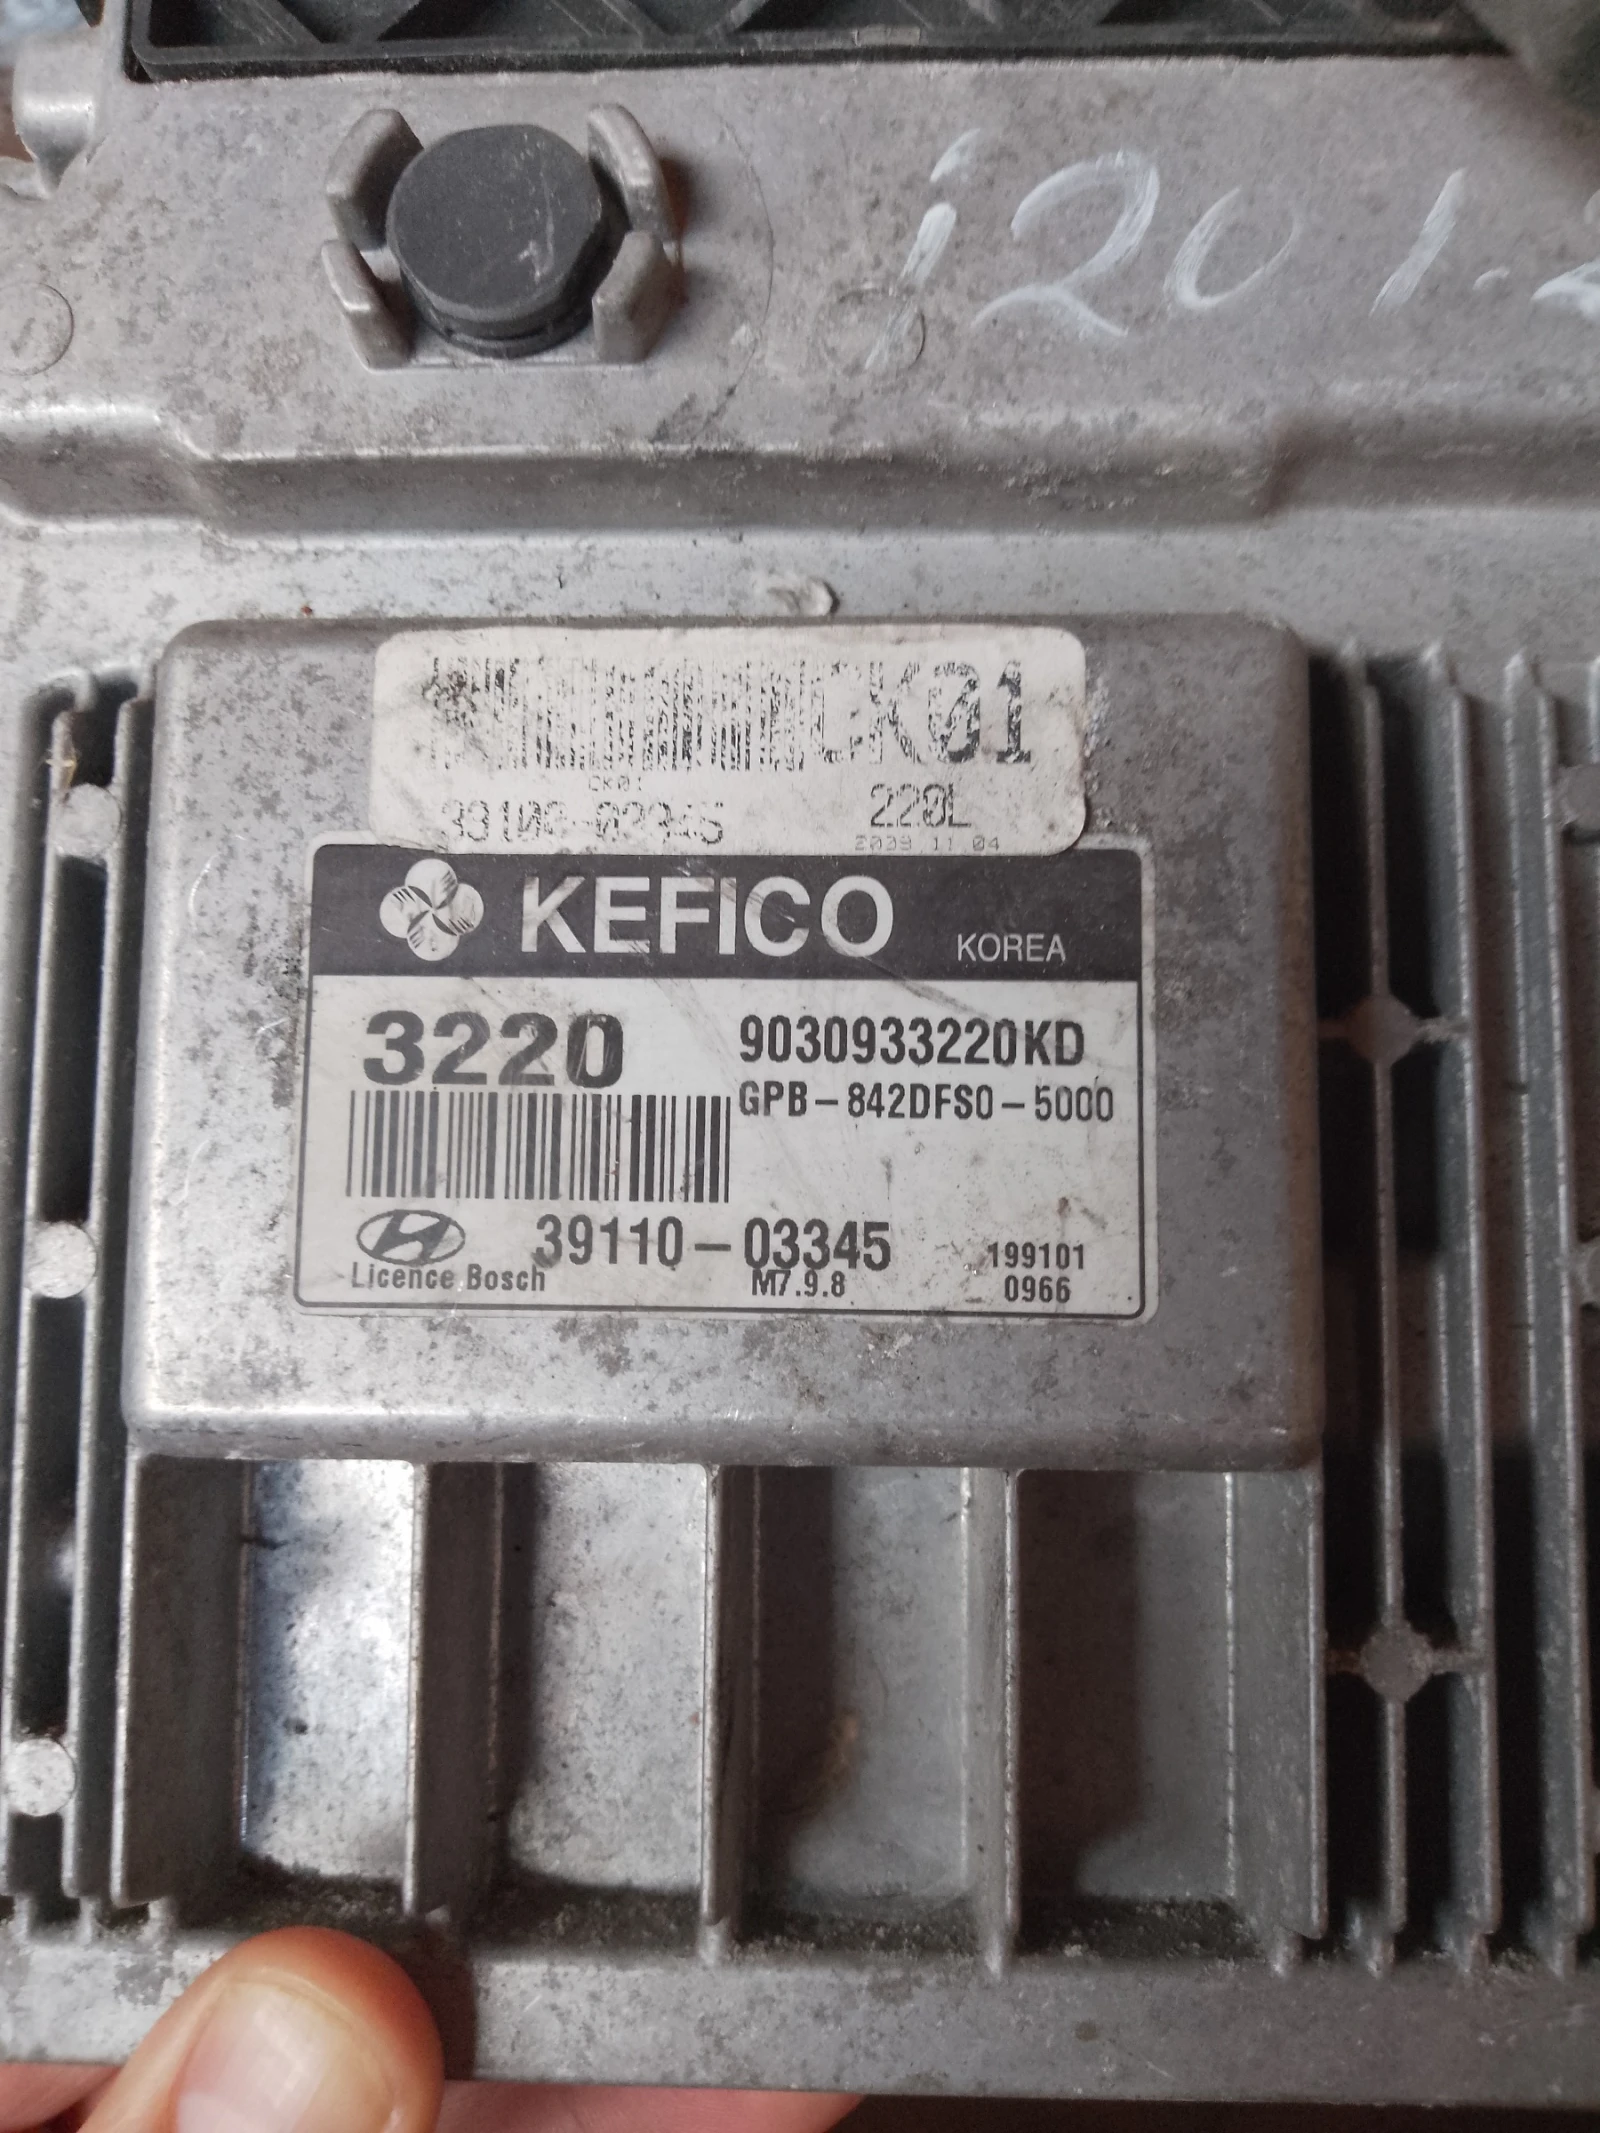 i20 1.2
CK01
CK01
220L
KEFICO KOREA
3220
9030933220KD
GPB-842DFS0-5000
39110-03345
199101
Licence Bosch
M7.9.8
0966